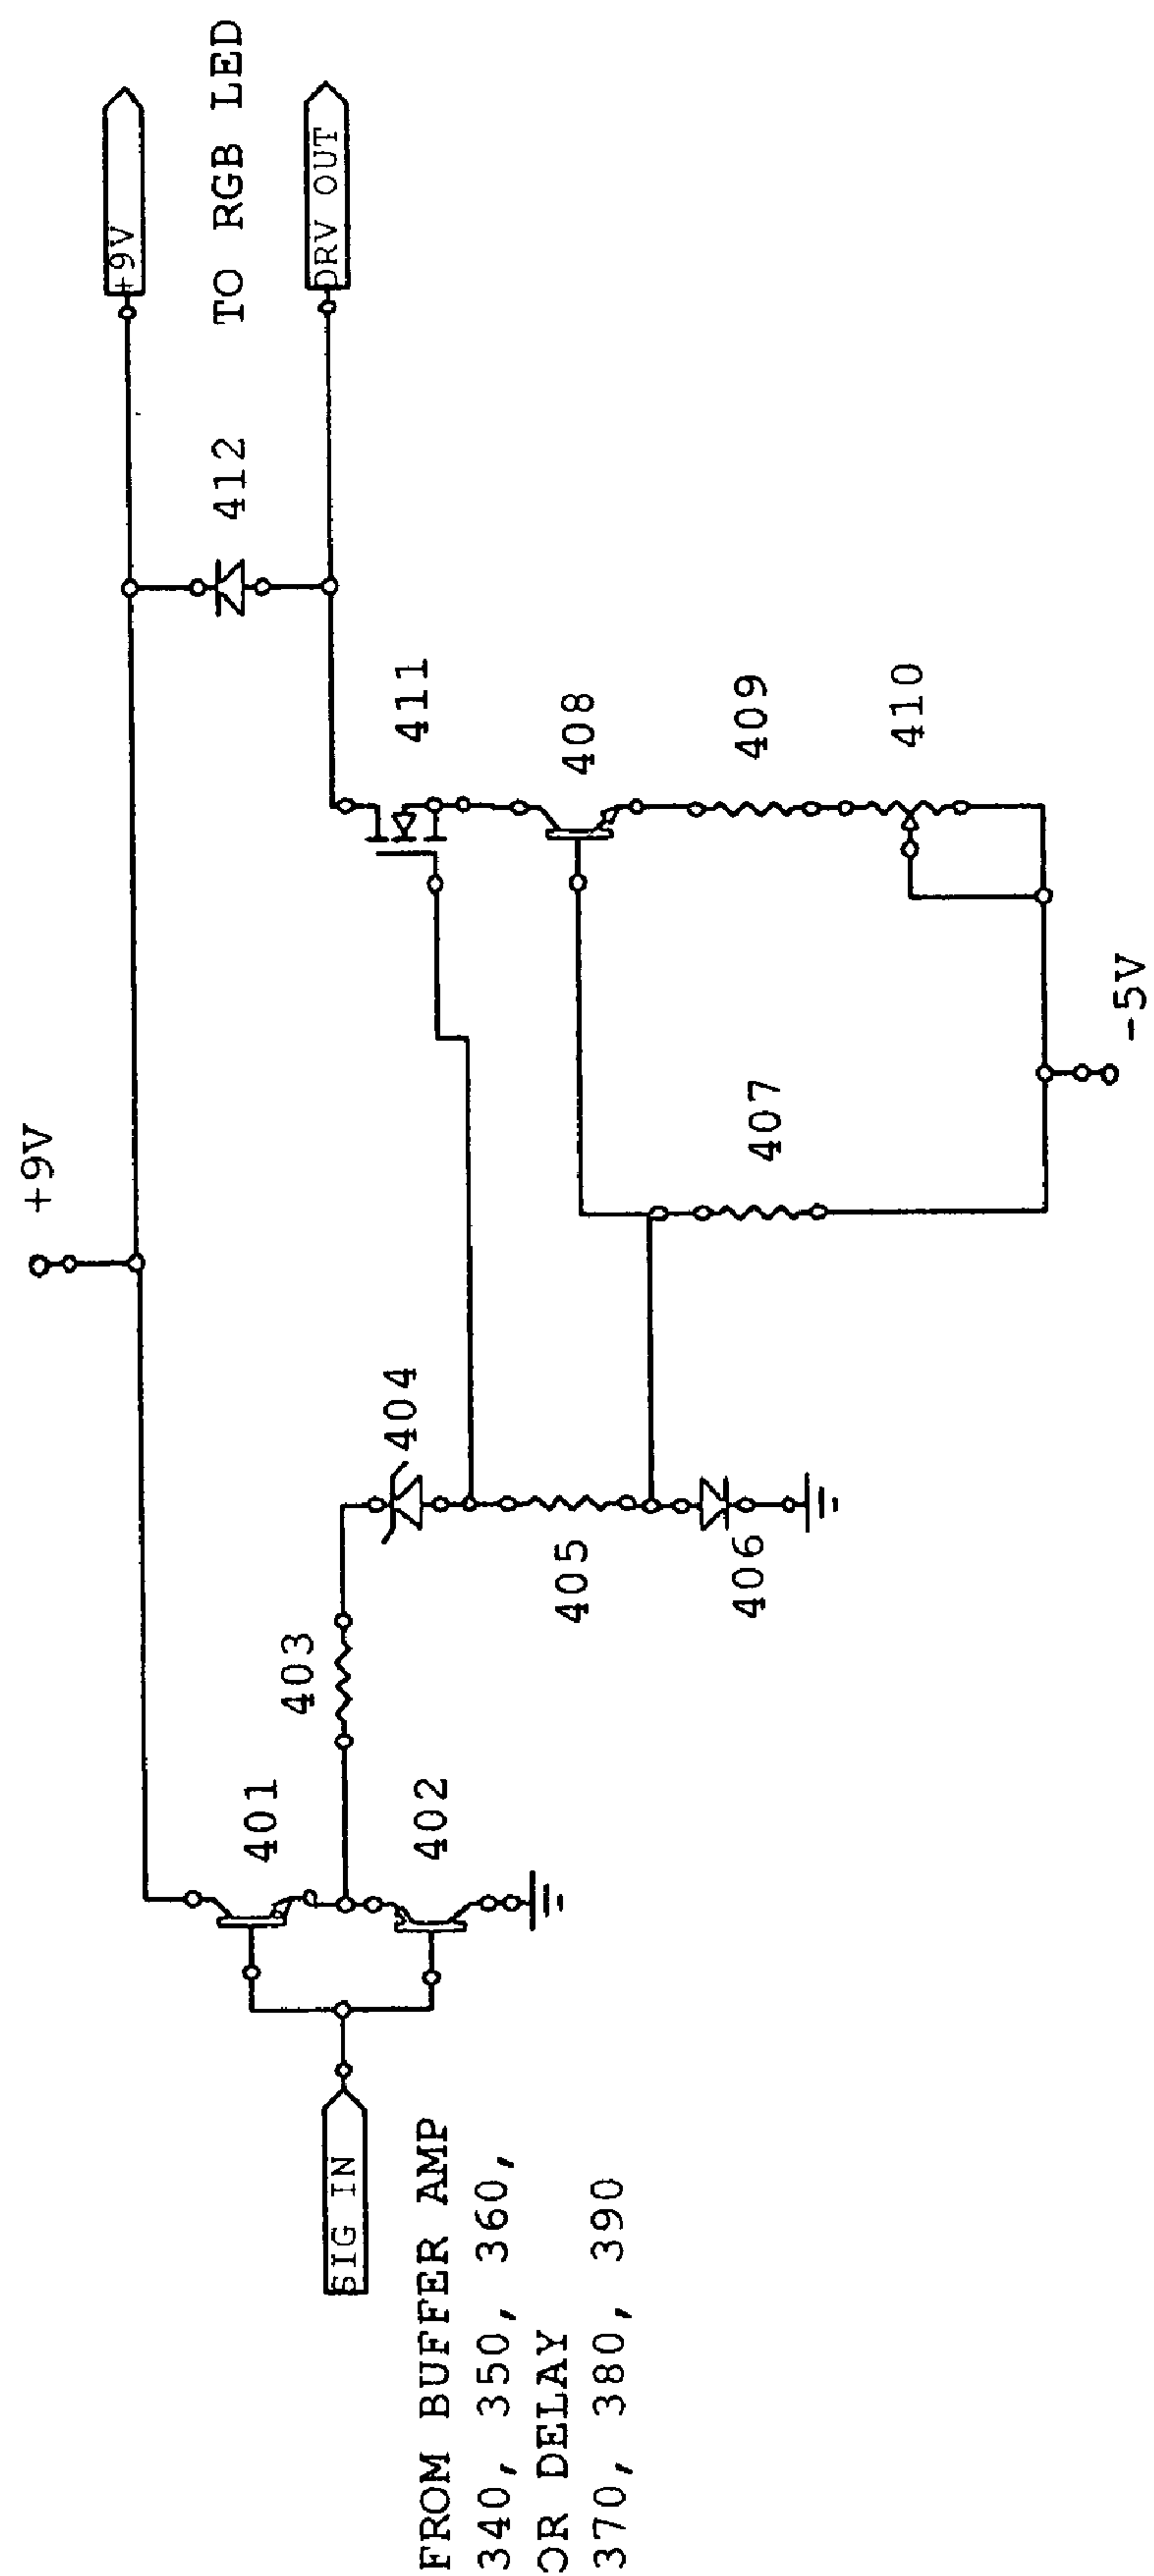 +9V
+9V
TO RGB LED
DRV OUT
412
411
408
409
410
407
-5V
404
405
406
403
401
402
SIG IN
FROM BUFFER AMP
340, 350, 360,
OR DELAY
370, 380, 390